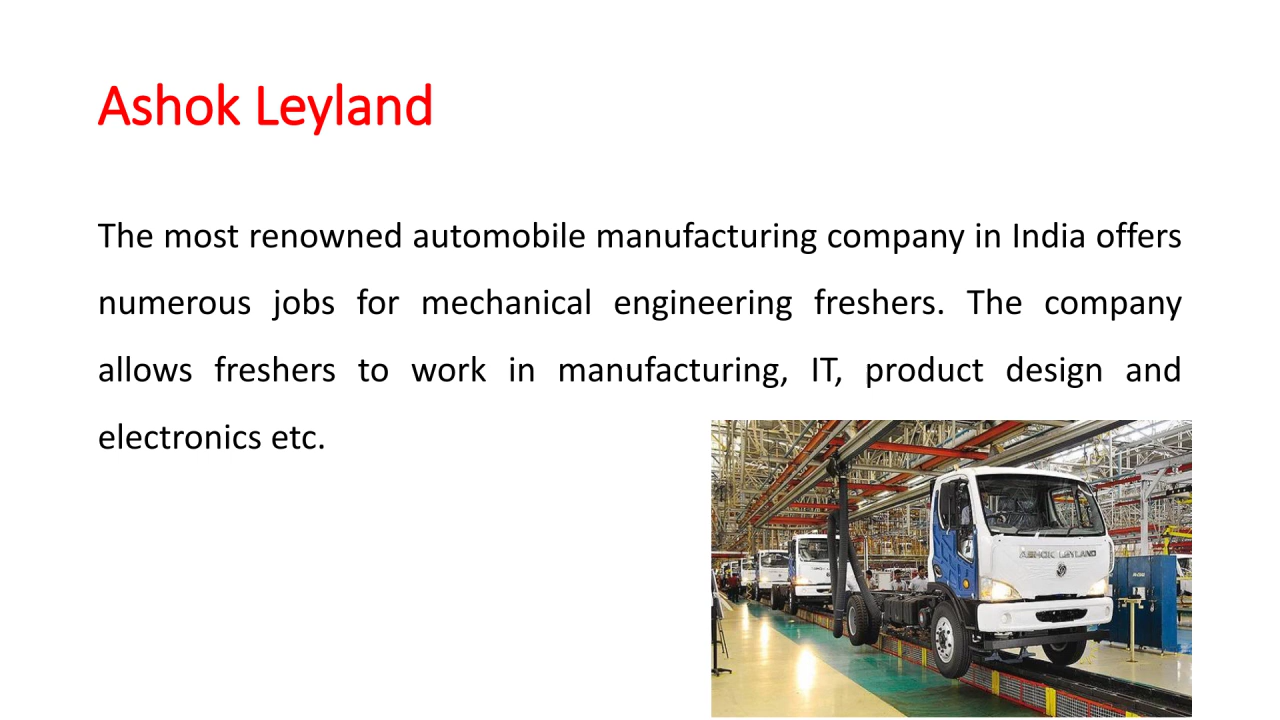 Ashok Leyland
The most renowned automobile manufacturing company in India offers
numerous jobs for mechanical engineering freshers. The company
allows freshers to work in manufacturing, IT, product design and
electronics etc.
ASHOK LEYLAND